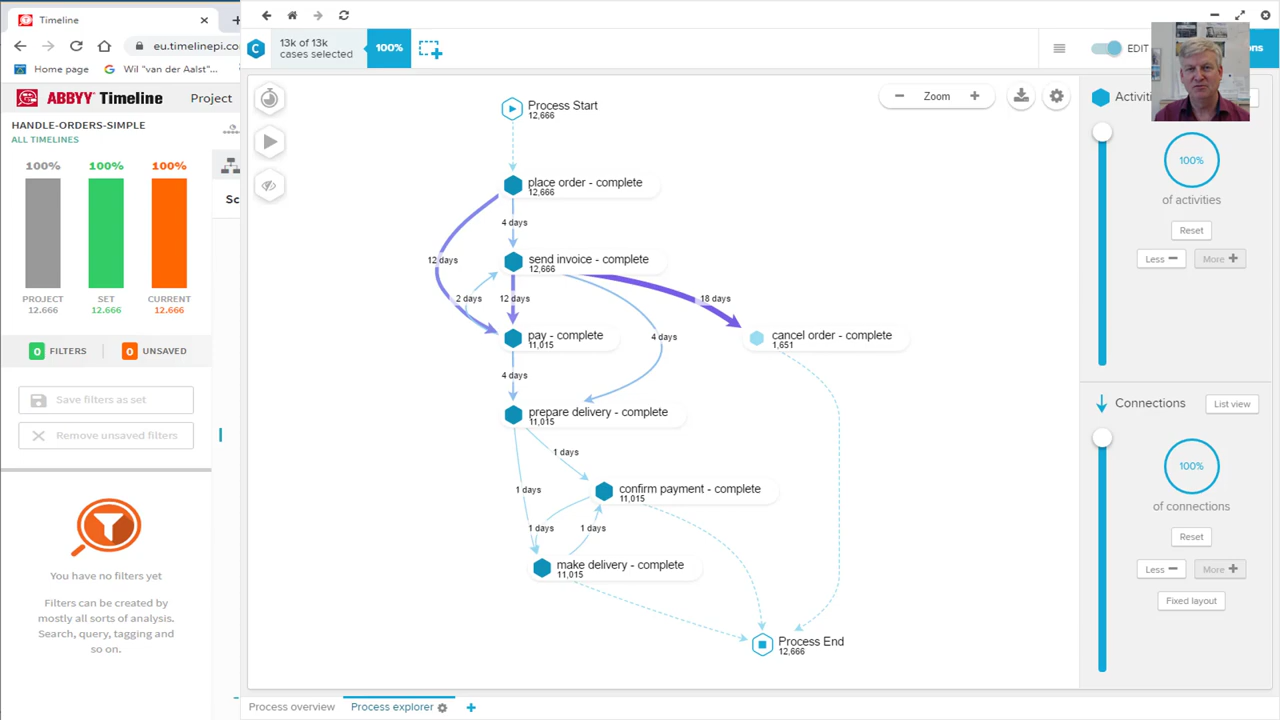 Timeline
eu.timelinepi.co
Home page
Wil "van der Aalst"...
ABBYY Timeline
Project
HANDLE-ORDERS-SIMPLE
ALL TIMELINES
100%
100%
100%
PROJECT
SET
CURRENT
12.666
12.666
12.666
0 FILTERS
0 UNSAVED
Save filters as set
Remove unsaved filters
You have no filters yet
Filters can be created by
mostly all sorts of analysis.
Search, query, tagging and
so on.
Sc
C
13k of 13k
cases selected
100%
EDIT
ons
Zoom
Process Start
12,666
place order - complete
12,666
4 days
send invoice - complete
12,666
12 days
2 days
12 days
18 days
pay - complete
11,015
4 days
cancel order - complete
1,651
4 days
prepare delivery - complete
11,015
1 days
1 days
confirm payment - complete
11,015
1 days
1 days
make delivery - complete
11,015
Process End
12,666
Activiti
100%
of activities
Reset
Less
More
Connections
List view
100%
of connections
Reset
Less
More
Fixed layout
Process overview
Process explorer